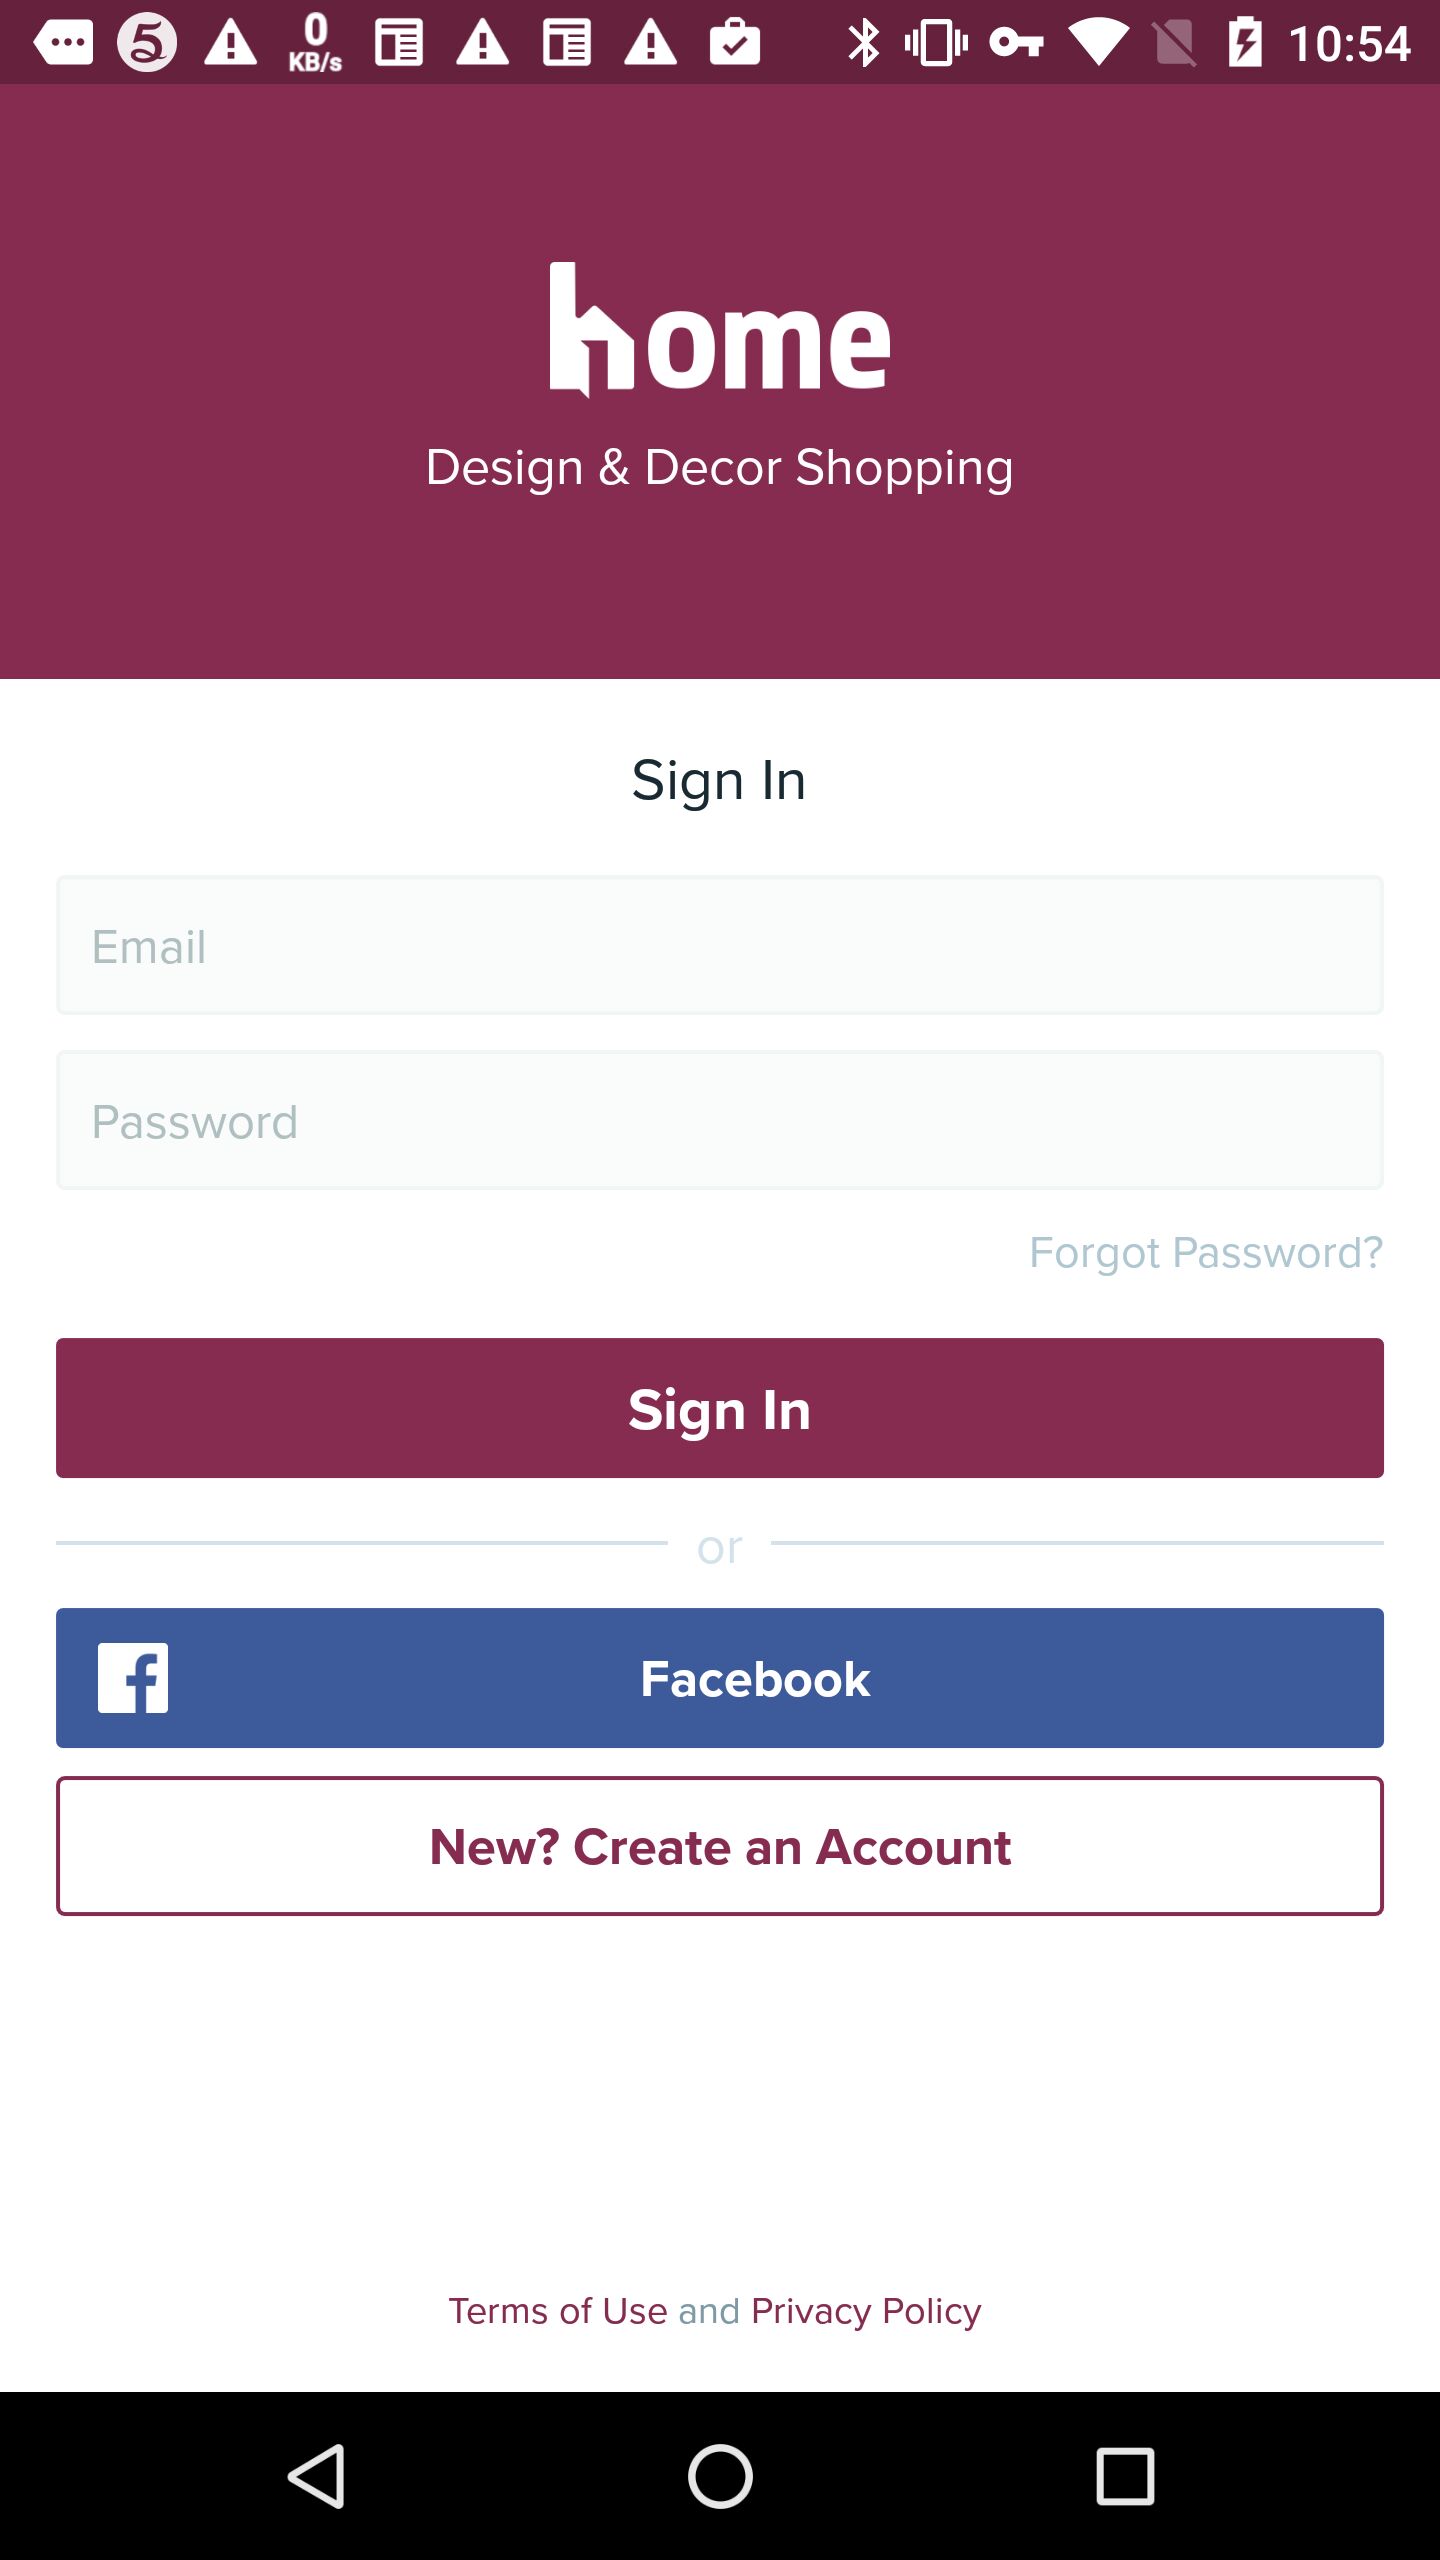 5
0
KB/s
10:54
home
Design & Decor Shopping
Sign In
Email
Password
Forgot Password?
Sign In
or
Facebook
New? Create an Account
Terms of Use and Privacy Policy